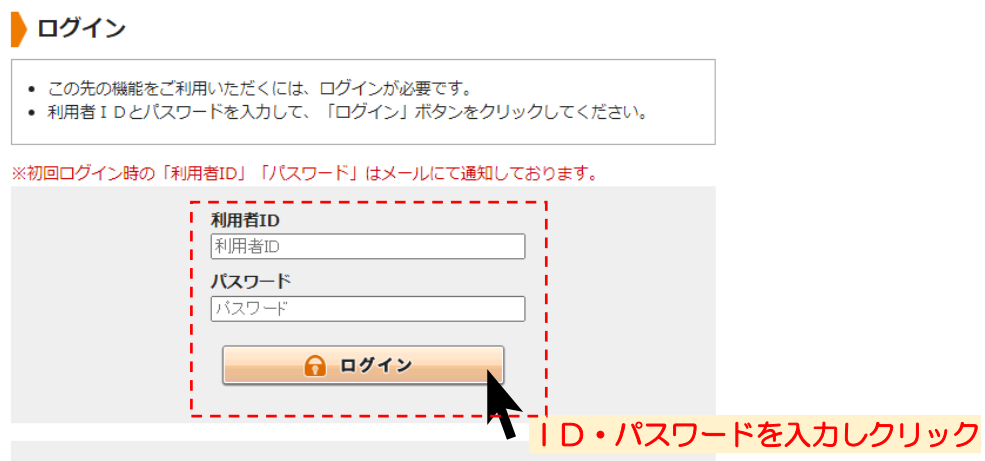 ログイン
• この先の機能をご利用いただくには、ログインが必要です。
• 利用者ＩＤとパスワードを入力して、「ログイン」ボタンをクリックしてください。
※初回ログイン時の「利用者ID」「パスワード」はメールにて通知しております。
利用者ID
利用者ID
パスワード
パスワード
ログイン
ＩＤ・パスワードを入力しクリック